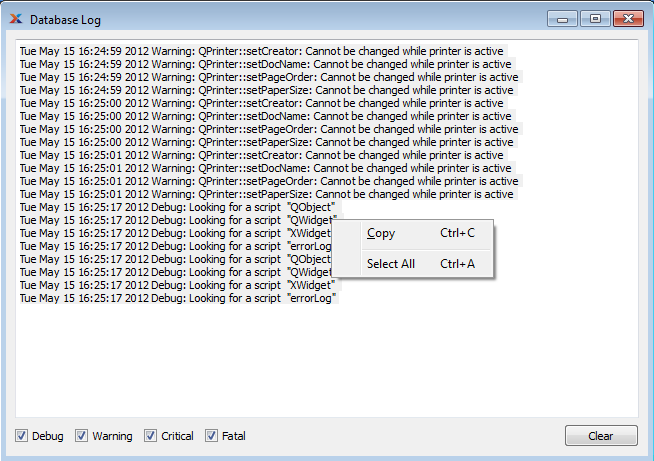 Database Log
Tue May 15 16:24:59 2012 Warning: QPrinter::setCreator: Cannot be changed while printer is active
Tue May 15 16:24:59 2012 Warning: QPrinter::setDocName: Cannot be changed while printer is active
Tue May 15 16:24:59 2012 Warning: QPrinter::setPageOrder: Cannot be changed while printer is active
Tue May 15 16:24:59 2012 Warning: QPrinter::setPaperSize: Cannot be changed while printer is active
Tue May 15 16:25:00 2012 Warning: QPrinter::setCreator: Cannot be changed while printer is active
Tue May 15 16:25:00 2012 Warning: QPrinter::setDocName: Cannot be changed while printer is active
Tue May 15 16:25:00 2012 Warning: QPrinter::setPageOrder: Cannot be changed while printer is active
Tue May 15 16:25:00 2012 Warning: QPrinter::setPaperSize: Cannot be changed while printer is active
Tue May 15 16:25:01 2012 Warning: QPrinter::setCreator: Cannot be changed while printer is active
Tue May 15 16:25:01 2012 Warning: QPrinter::setDocName: Cannot be changed while printer is active
Tue May 15 16:25:01 2012 Warning: QPrinter::setPageOrder: Cannot be changed while printer is active
Tue May 15 16:25:01 2012 Warning: QPrinter::setPaperSize: Cannot be changed while printer is active
Tue May 15 16:25:17 2012 Debug: Looking for a script "QObject"
Tue May 15 16:25:17 2012 Debug: Looking for a script "QWidget"
Tue May 15 16:25:17 2012 Debug: Looking for a script "XWidget
Tue May 15 16:25:17 2012 Debug: Looking for a script "errorLog
Tue May 15 16:25:17 2012 Debug: Looking for a script "QObject
Tue May 15 16:25:17 2012 Debug: Looking for a script "QWidget
Tue May 15 16:25:17 2012 Debug: Looking for a script "XWidget"
Tue May 15 16:25:17 2012 Debug: Looking for a script "errorLog"
Copy Ctrl+C
Select All Ctrl+A
Debug Warning Critical Fatal Clear